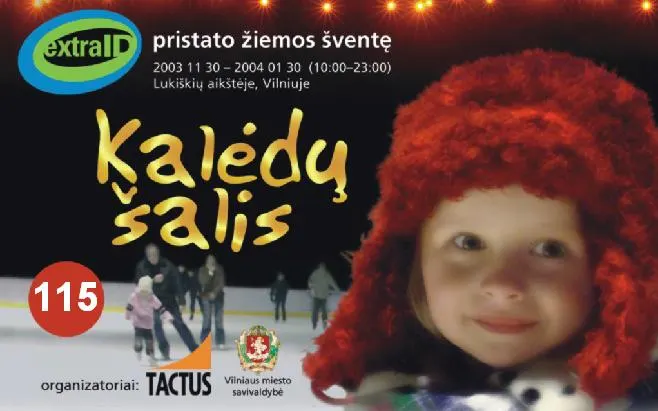 extraID
pristato žiemos šventę
2003 11 30 – 2004 01 30 (10:00–23:00)
Lukiškių aikštėje, Vilniuje
Kalėdų
šalis
115
organizatoriai: TACTUS
Vilniaus miesto
savivaldybė